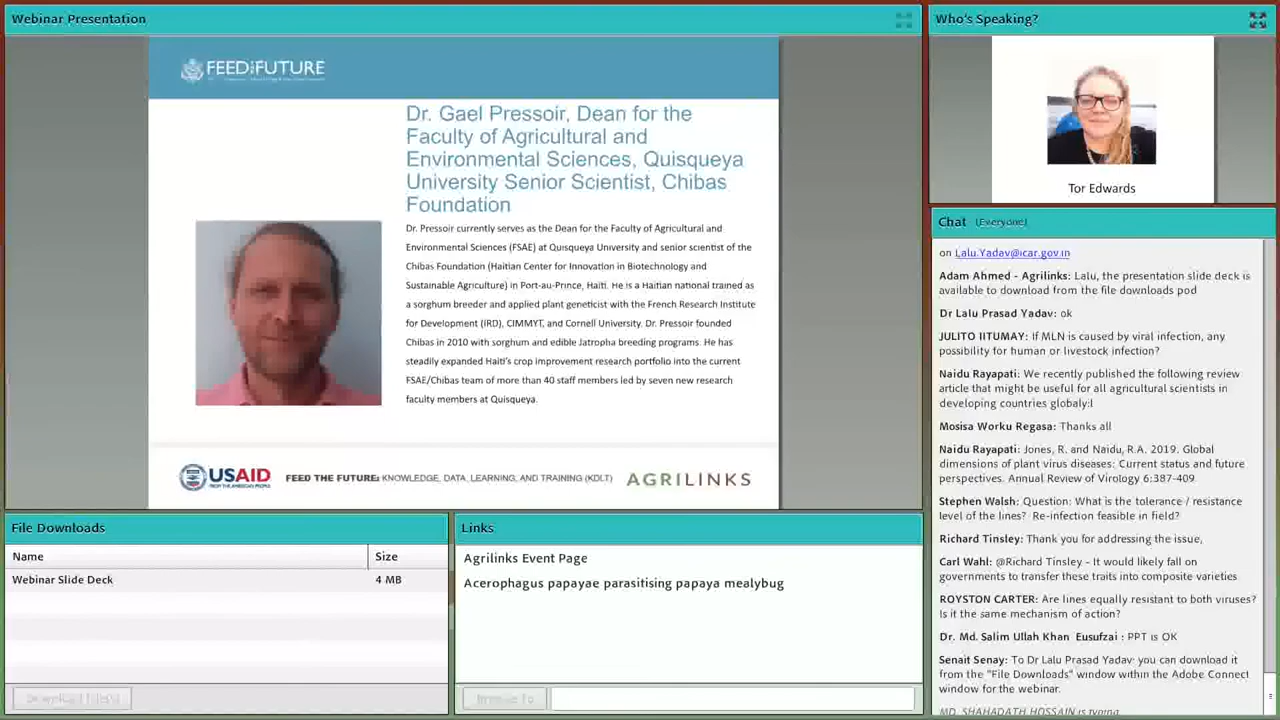 Webinar Presentation
FEED THE FUTURE
Dr. Gael Pressoir, Dean for the
Faculty of Agricultural and
Environmental Sciences, Quisqueya
University Senior Scientist, Chibas
Foundation
Dr. Pressoir currently serves as the Dean for the Faculty of Agricultural and
Environmental Sciences (FSAE) at Quisqueya University and senior scientist of the
Chibas Foundation (Haitian Center for Innovation in Biotechnology and
Sustainable Agriculture) in Port-au-Prince, Haiti. He is a Haitian national trained as
a sorghum breeder and applied plant geneticist with the French Research Institute
for Development (IRD), CIMMYT, and Cornell University. Dr. Pressoir founded
Chibas in 2010 with sorghum and edible Jatropha breeding programs. He has
steadily expanded Haiti's crop improvement research portfolio into the current
FSAE/Chibas team of more than 40 staff members led by seven new research
faculty members at Quisqueya.
USAID
FROM THE AMERICAN PEOPLE
FEED THE FUTURE: KNOWLEDGE, DATA, LEARNING, AND TRAINING (KDLT)
AGRILINKS
Who's Speaking?
Tor Edwards
Chat (Everyone)
on Lalu.Yadav@icar.gov.in
Adam Ahmed - Agrilinks: Lalu, the presentation slide deck is
available to download from the file downloads pod
Dr Lalu Prasad Yadav: ok
JULITO IITUMAY: If MLN is caused by viral infection, any
possibility for human or livestock infection?
Naidu Rayapati: We recently published the following review
article that might be useful for all agricultural scientists in
developing countries globaly:l
Mosisa Worku Regasa: Thanks all
Naidu Rayapati: Jones, R. and Naidu, R.A. 2019. Global
dimensions of plant virus diseases: Current status and future
perspectives. Annual Review of Virology 6:387-409.
Stephen Walsh: Question: What is the tolerance / resistance
level of the lines? Re-infection feasible in field?
Richard Tinsley: Thank you for addressing the issue,
Carl Wahl: @Richard Tinsley - It would likely fall on
governments to transfer these traits into composite varieties
ROYSTON CARTER: Are lines equally resistant to both viruses?
Is it the same mechanism of action?
Dr. Md. Salim Ullah Khan Eusufzai : PPT is OK
Senait Senay: To Dr Lalu Prasad Yadav: you can download it
from the "File Downloads" window within the Adobe Connect
window for the webinar.
MD. SHAHADATH HOSSAIN is typing
File Downloads
Name Size
Webinar Slide Deck 4 MB
Download File(s)
Links
Agrilinks Event Page
Acerophagus papayae parasitising papaya mealybug
Browse To